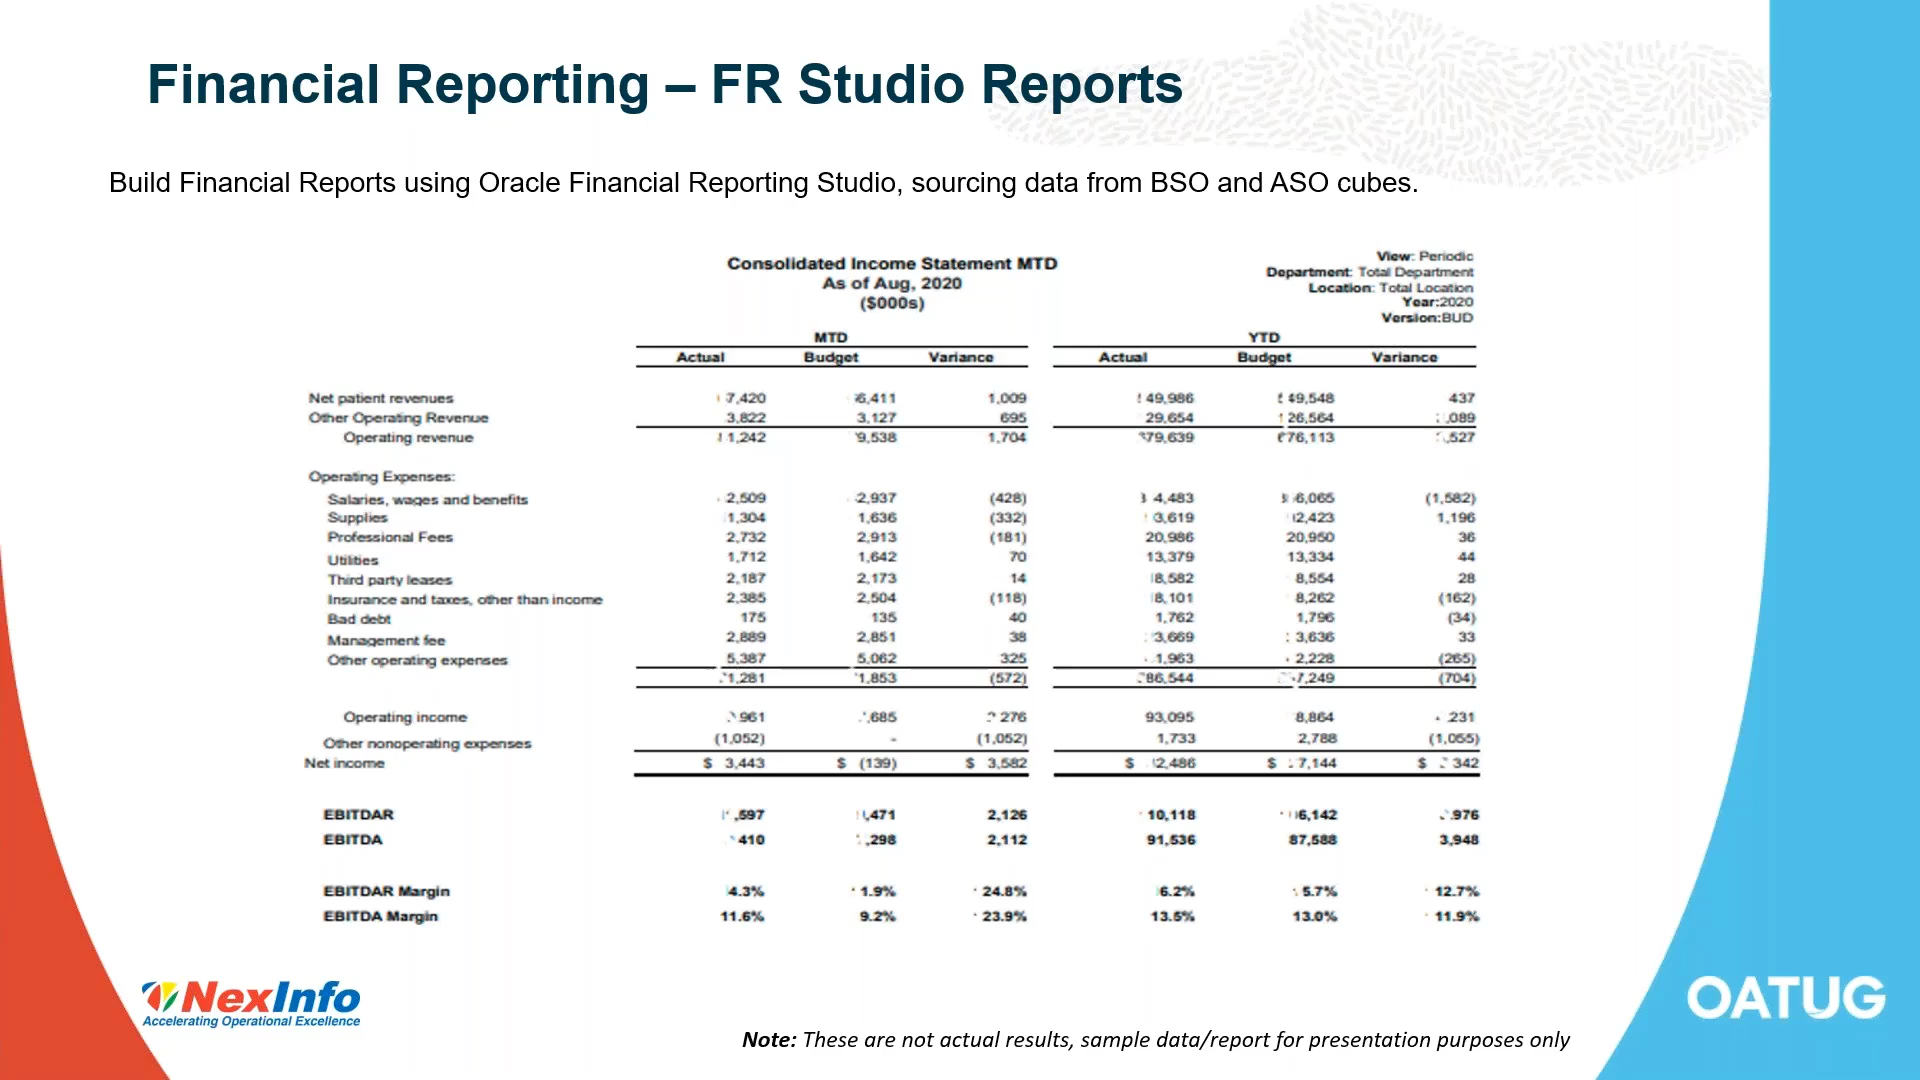 Financial Reporting – FR Studio Reports
Build Financial Reports using Oracle Financial Reporting Studio, sourcing data from BSO and ASO cubes.
Consolidated Income Statement MTD
As of Aug, 2020
($000s)
View: Periodic
Department: Total Department
Location: Total Location
Year:2020
Version:BUD
MTD YTD
Actual Budget Variance Actual Budget Variance
Net patient revenues 1,009 437
Other Operating Revenue 3,822 3,127 695
Operating revenue 1,704
Operating Expenses:
Salaries, wages and benefits (428) (1,582)
Supplies 1,304 1,636 (332) 1,196
Professional Fees 2,732 2,913 (181) 20,986 20,950 36
Utilities 1,712 1,642 70 13,379 13,334 44
Third party leases 2,187 2,173 14 28
Insurance and taxes, other than income 2,385 2,504 (118) (162)
Bad debt 175 135 40 1,762 1,796 (34)
Management fee 2,889 2,851 38 33
Other operating expenses 5,387 5,062 325 (265)
(572) (704)
Operating income 93,095
Other nonoperating expenses (1,052) - (1,052) 1,733 2,788 (1,055)
Net income $ 3,443 $ (139) $ 3,582 $ $ $
EBITDAR 2,126
EBITDA 2,112 91,536 87,588 3,948
EBITDAR Margin
EBITDA Margin 11.6% 9.2% 13.5% 13.0%
NexInfo
Accelerating Operational Excellence
OATUG
Note: These are not actual results, sample data/report for presentation purposes only